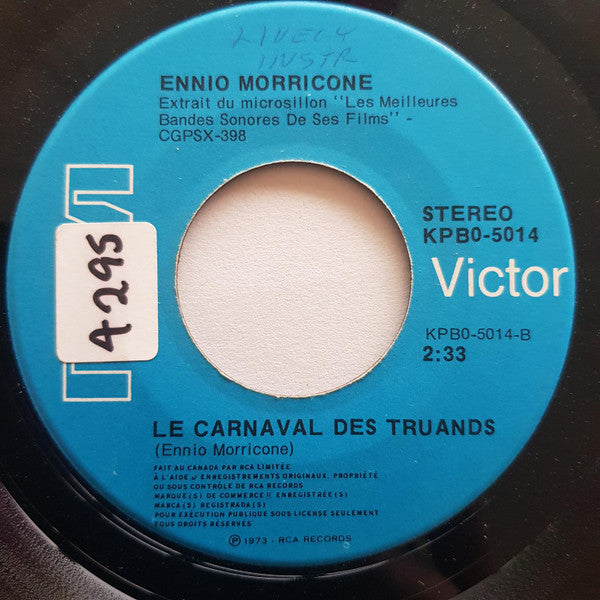 LIVELY
INSTR
ENNIO MORRICONE
Extrait du microsillon "Les Meilleures
Bandes Sonores De Ses Films" -
CGPSX-398
STEREO
KPBO-5014
Victor
4295
KPBO-5014-B
2:33
LE CARNAVAL DES TRUANDS
(Ennio Morricone)
FAIT AU CANADA PAR RCA LIMITÉE
À L'AIDE D'ENREGISTREMENTS ORIGINAUX, PROPRIÉTÉ
OU SOUS CONTRÔLE DE RCA RECORDS
MARQUE(S) DE COMMERCE R ENREGISTRÉE(S)
MARCA(S) REGISTRADA(S)
POUR EXÉCUTION PUBLIQUE SOUS LICENSE SEULEMENT
TOUS DROITS RÉSERVÉS
℗ 1973 - RCA RECORDS